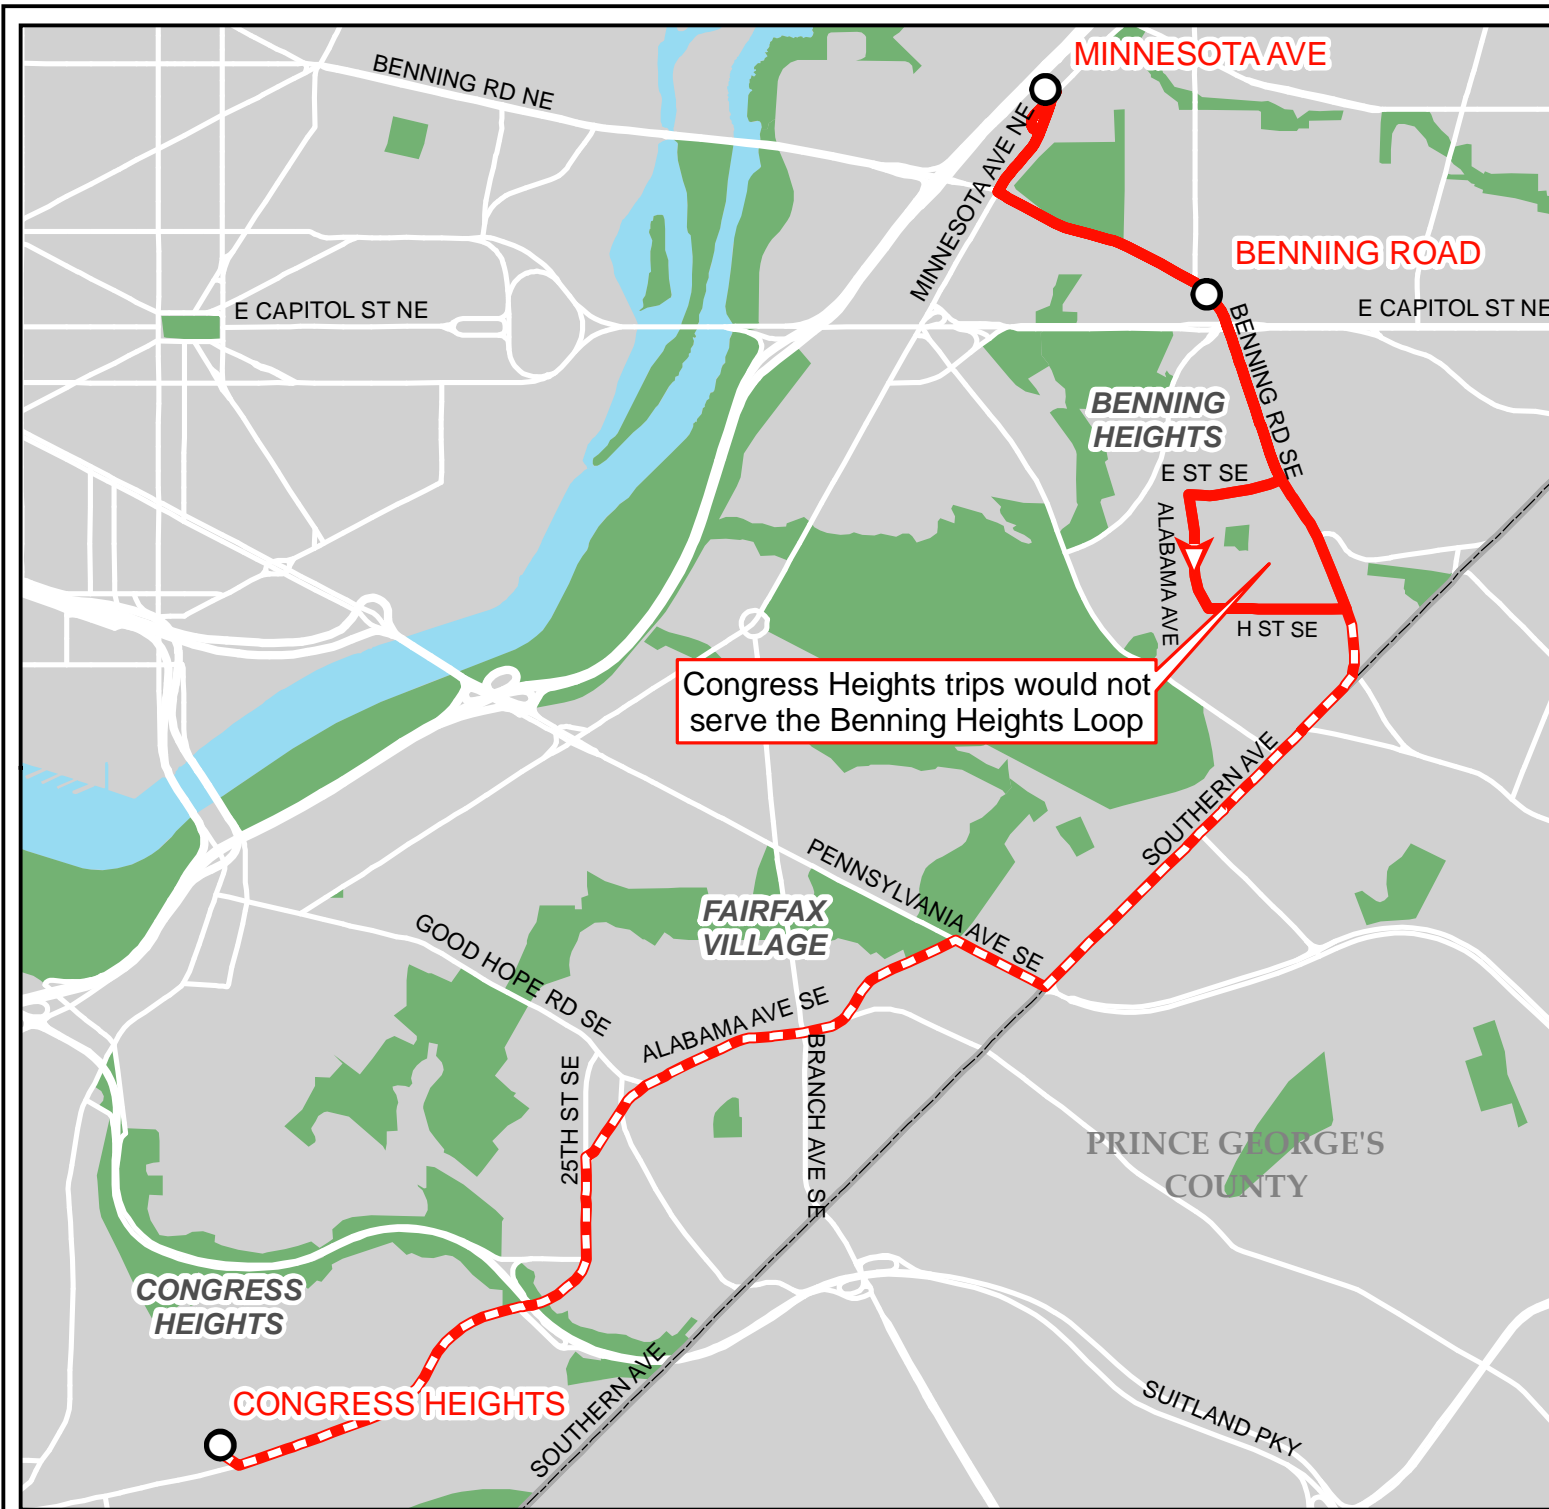 MINNESOTA AVE
BENNING RD NE
MINNESOTA AVE NE
BENNING ROAD
E CAPITOL ST NE
E CAPITOL ST NE
BENNING RD SE
BENNING
HEIGHTS
E ST SE
ALABAMA AVE
H ST SE
Congress Heights trips would not
serve the Benning Heights Loop
SOUTHERN AVE
PENNSYLVANIA AVE SE
FAIRFAX
VILLAGE
GOOD HOPE RD SE
ALABAMA AVE SE
BRANCH AVE SE
25TH ST SE
PRINCE GEORGE'S
COUNTY
CONGRESS
HEIGHTS
CONGRESS HEIGHTS
SOUTHERN AVE
SUITLAND PKY